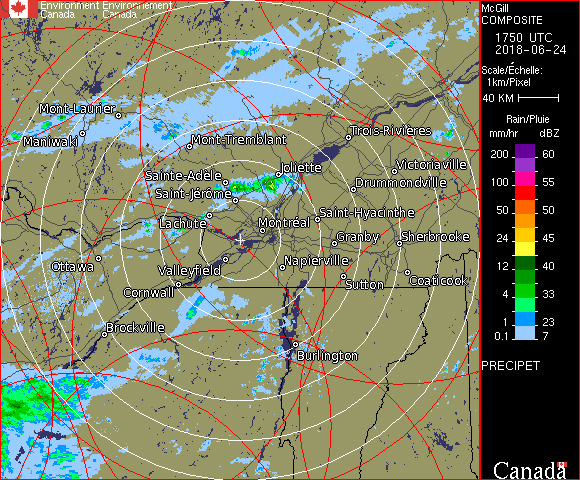 Environment Environnement
Canada Canada
McGill
COMPOSITE
1750 UTC
2018-06-24
Scale/Échelle:
1km/Pixel
40 KM
Rain/Pluie
mm/hr dBZ
200 60
100 55
50 50
24 45
12 40
4 33
1 23
0.1 7
PRECIPET
Canada
Mont-Laurier
Maniwaki
Mont-Tremblant
Trois-Rivières
Victoriaville
Joliette
Sainte-Adèle
Drummondville
Saint-Jérôme
Lachute
Saint-Hyacinthe
Montréal
Granby
Sherbrooke
Ottawa
Valleyfield
Napierville
Cornwall
Sutton
Coaticook
Brockville
Burlington